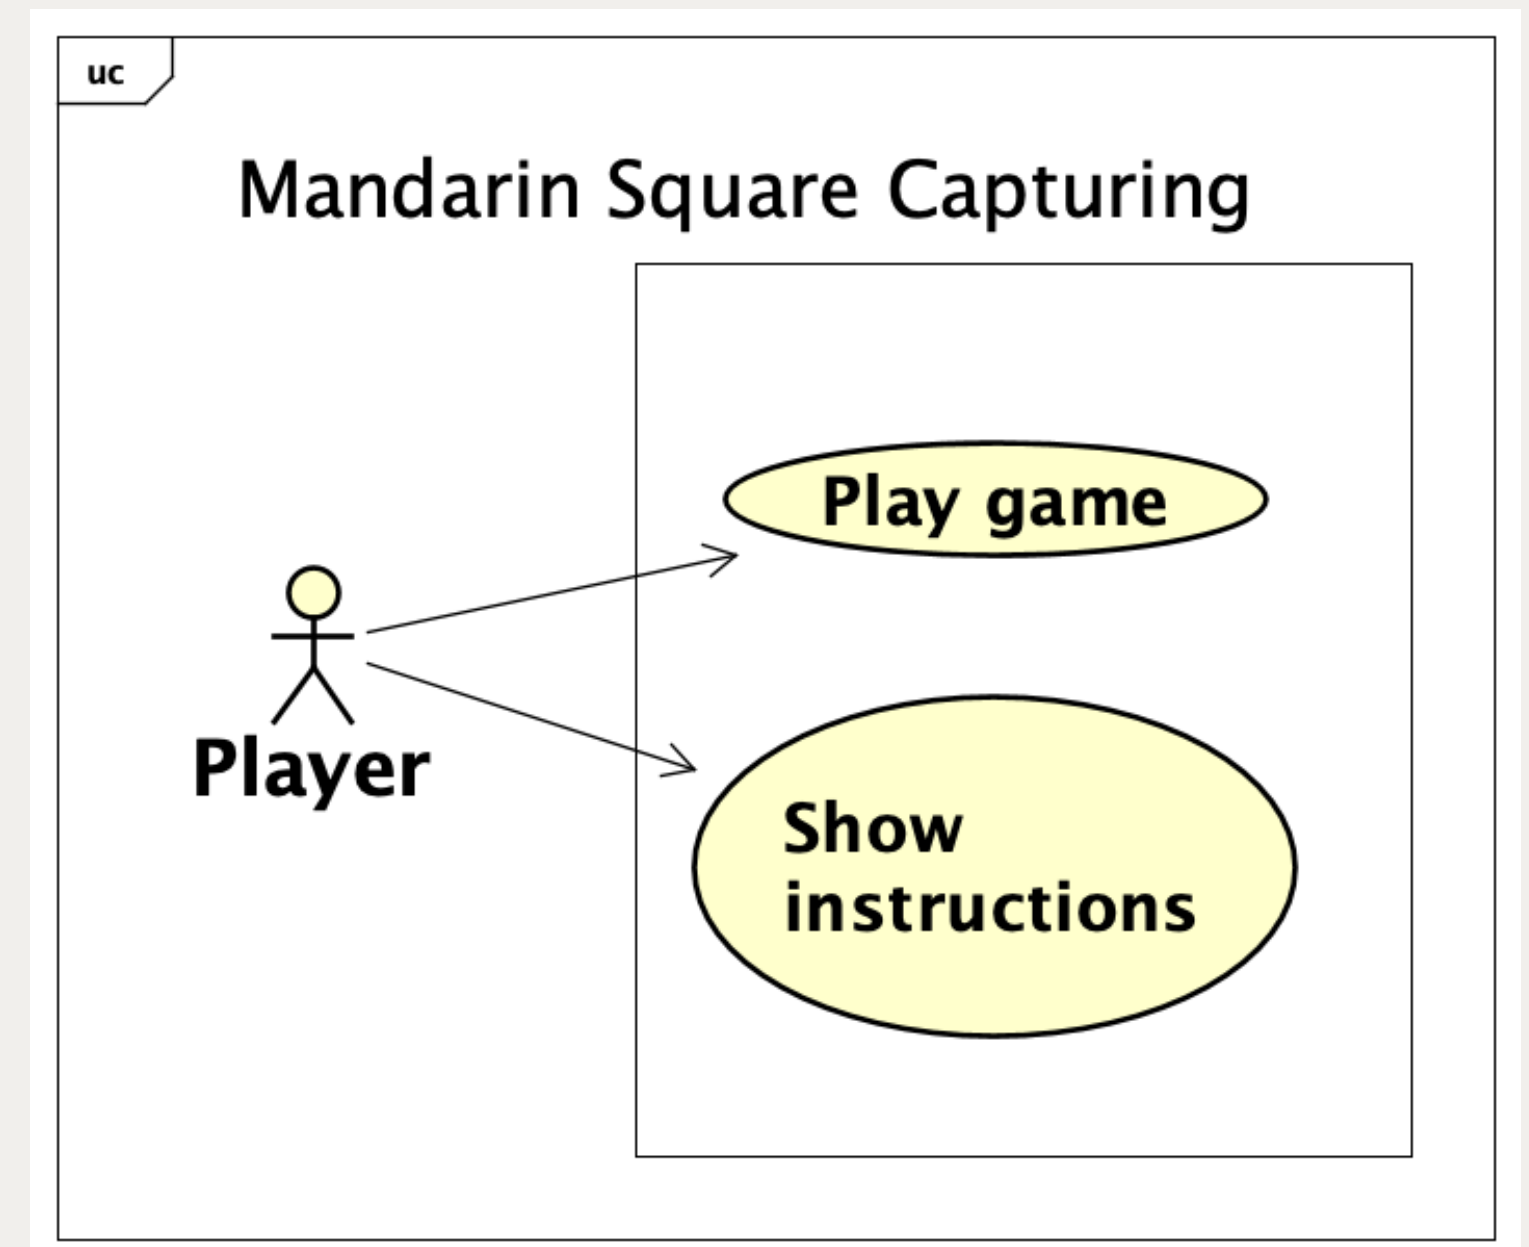 uc
Mandarin Square Capturing
Play game
Player
Show
instructions